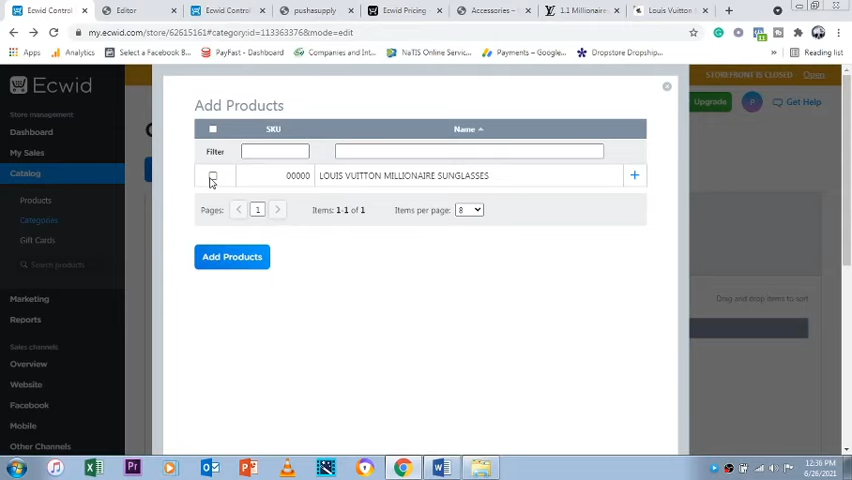 Ecwid Control
Editor
Ecwid Control
pushasupply
Ecwid Pricing
Accessories –
1.1 Millionaire
Louis Vuitton
my.ecwid.com/store/62615161#category:id=113363376&mode=edit
Apps
Analytics
Select a Facebook B...
PayFast - Dashboard
Companies and Int...
NaTIS Online Servic...
Payments – Google...
Dropstore Dropship...
»
Reading list
Ecwid
STOREFRONT IS CLOSED
Open
Upgrade
Get Help
Store management
Dashboard
My Sales
Catalog
Products
Categories
Gift Cards
Search products
Marketing
Reports
Sales channels
Overview
Website
Facebook
Mobile
Other Channels
Add Products
SKU
Name
Filter
00000
LOUIS VUITTON MILLIONAIRE SUNGLASSES
+
Pages:
1
Items: 1-1 of 1
Items per page:
8
Add Products
Drag and drop items to sort
12:36 PM
6/26/2021